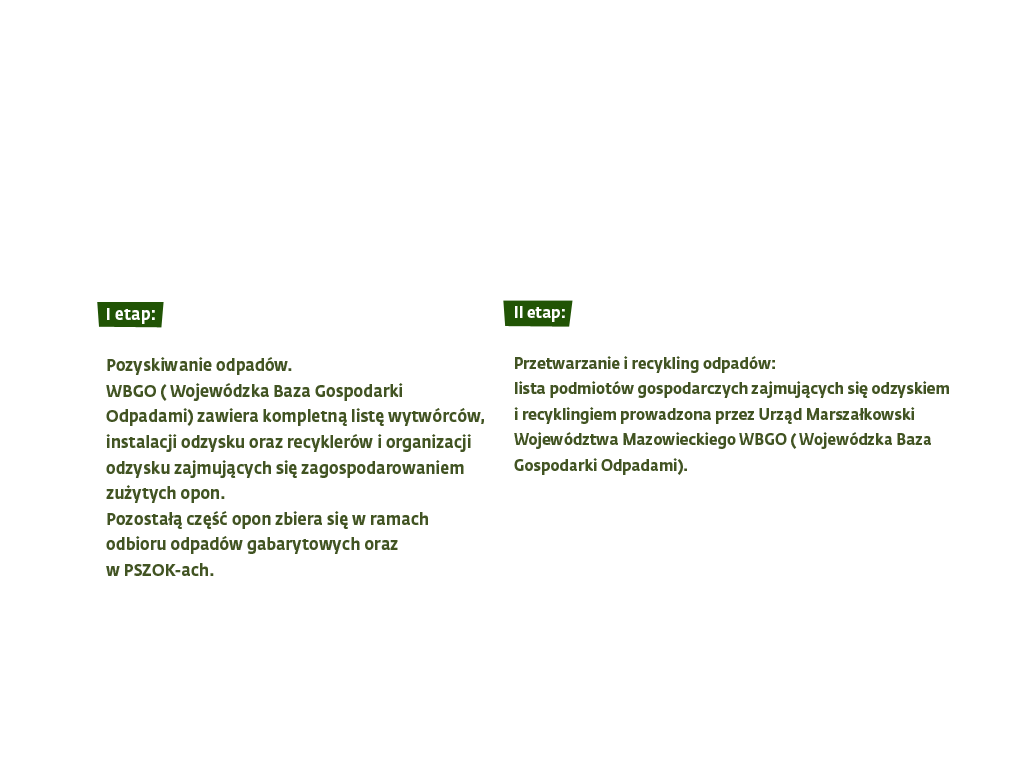 I etap:
Pozyskiwanie odpadów.
WBGO ( Wojewódzka Baza Gospodarki
Odpadami) zawiera kompletną listę wytwórców,
instalacji odzysku oraz recyklerów i organizacji
odzysku zajmujących się zagospodarowaniem
zużytych opon.
Pozostałą część opon zbiera się w ramach
odbioru odpadów gabarytowych oraz
w PSZOK-ach.
II etap:
Przetwarzanie i recykling odpadów:
lista podmiotów gospodarczych zajmujących się odzyskiem
i recyklingiem prowadzona przez Urząd Marszałkowski
Województwa Mazowieckiego WBGO ( Wojewódzka Baza
Gospodarki Odpadami).